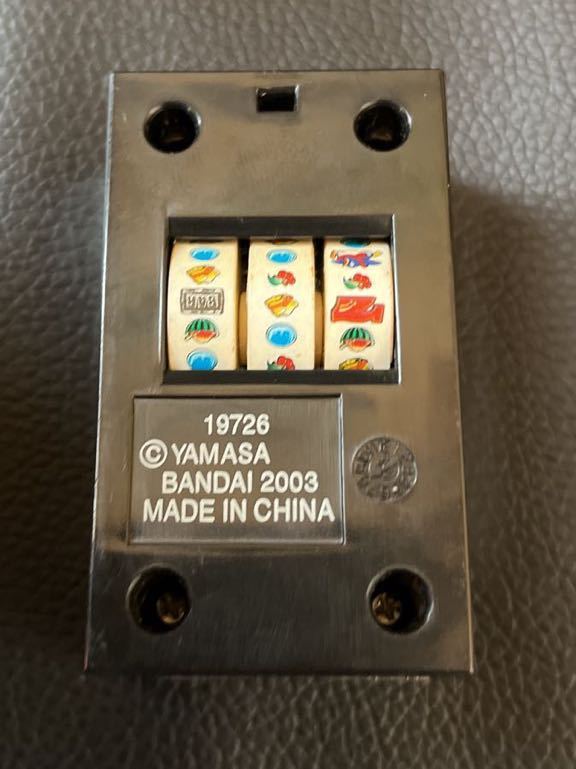 19726
© YAMASA
BANDAI 2003
MADE IN CHINA